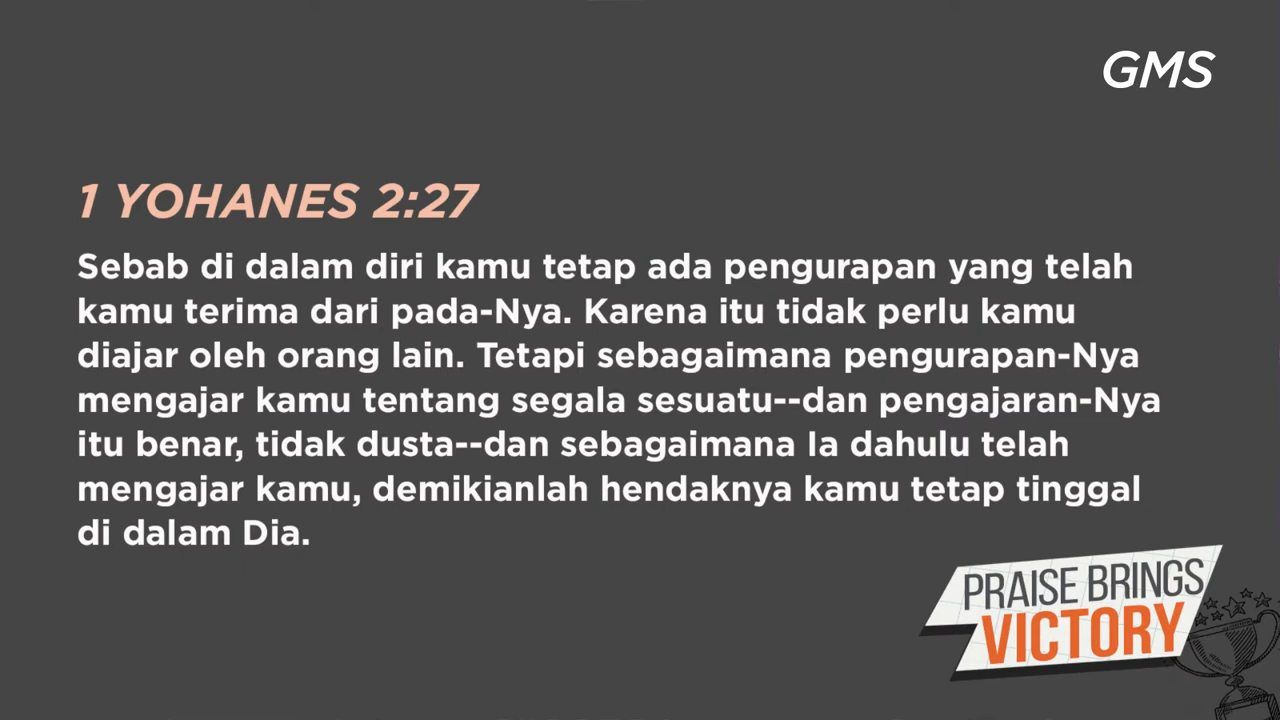 GMS
1 YOHANES 2:27
Sebab di dalam diri kamu tetap ada pengurapan yang telah
kamu terima dari pada-Nya. Karena itu tidak perlu kamu
diajar oleh orang lain. Tetapi sebagaimana pengurapan-Nya
mengajar kamu tentang segala sesuatu--dan pengajaran-Nya
itu benar, tidak dusta--dan sebagaimana Ia dahulu telah
mengajar kamu, demikianlah hendaknya kamu tetap tinggal
di dalam Dia.
PRAISE BRINGS
VICTORY